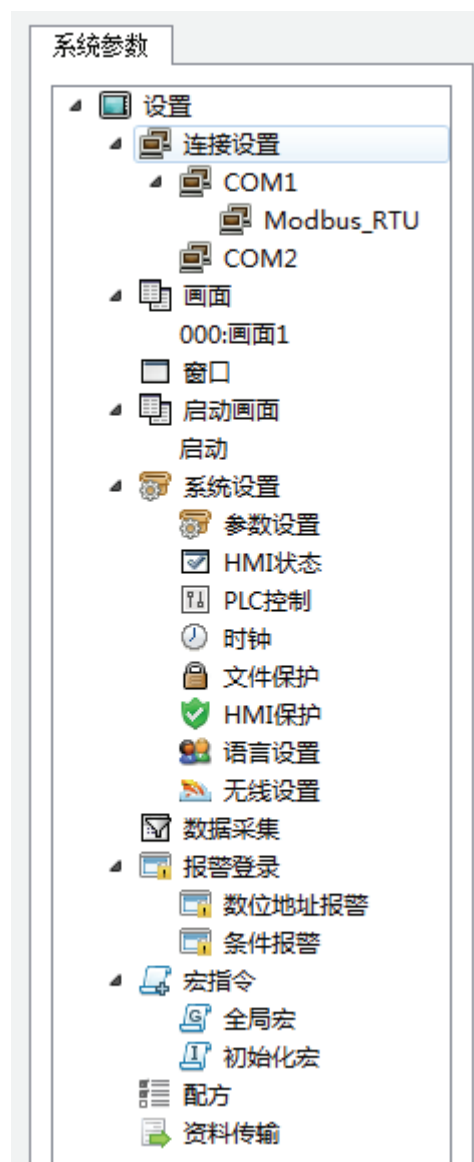 系统参数
设置
连接设置
COM1
Modbus_RTU
COM2
画面
000:画面1
窗口
启动画面
启动
系统设置
参数设置
HMI状态
PLC控制
时钟
文件保护
HMI保护
语言设置
无线设置
数据采集
报警登录
数位地址报警
条件报警
宏指令
全局宏
初始化宏
配方
资料传输